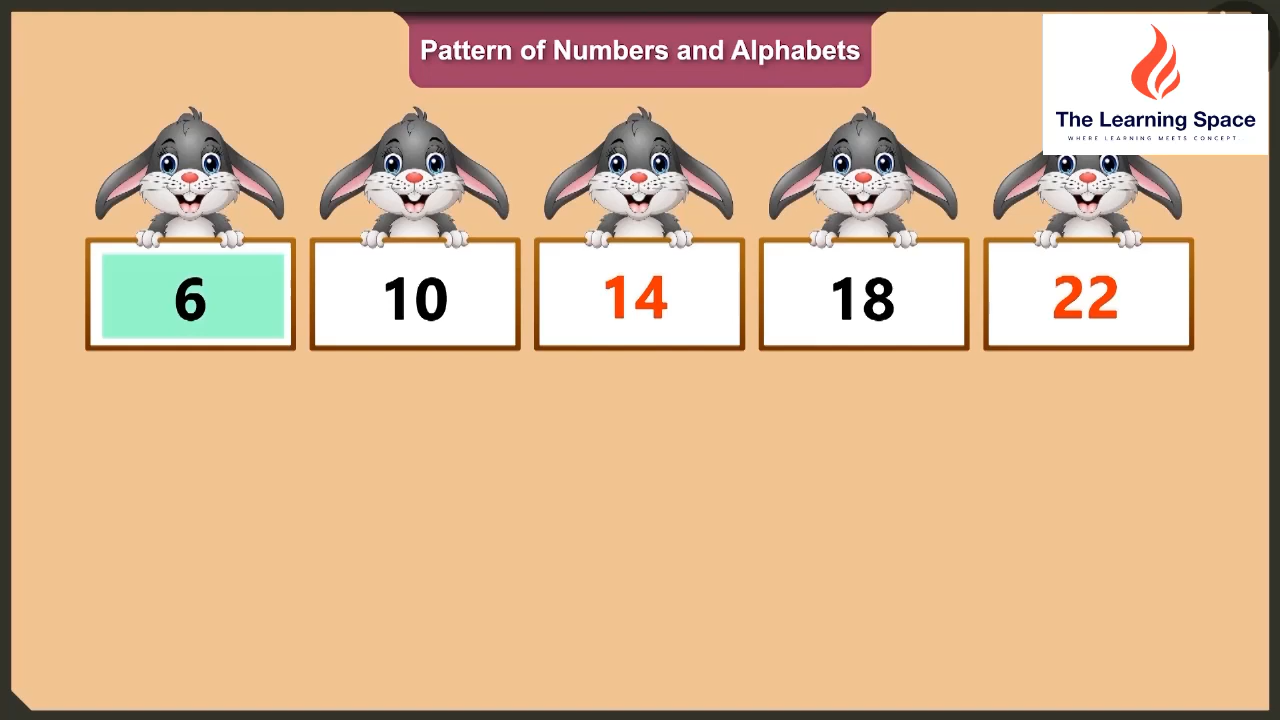 Pattern of Numbers and Alphabets
The Learning Space
WHERE LEARNING MEETS CONCEPT
6 10 14 18 22